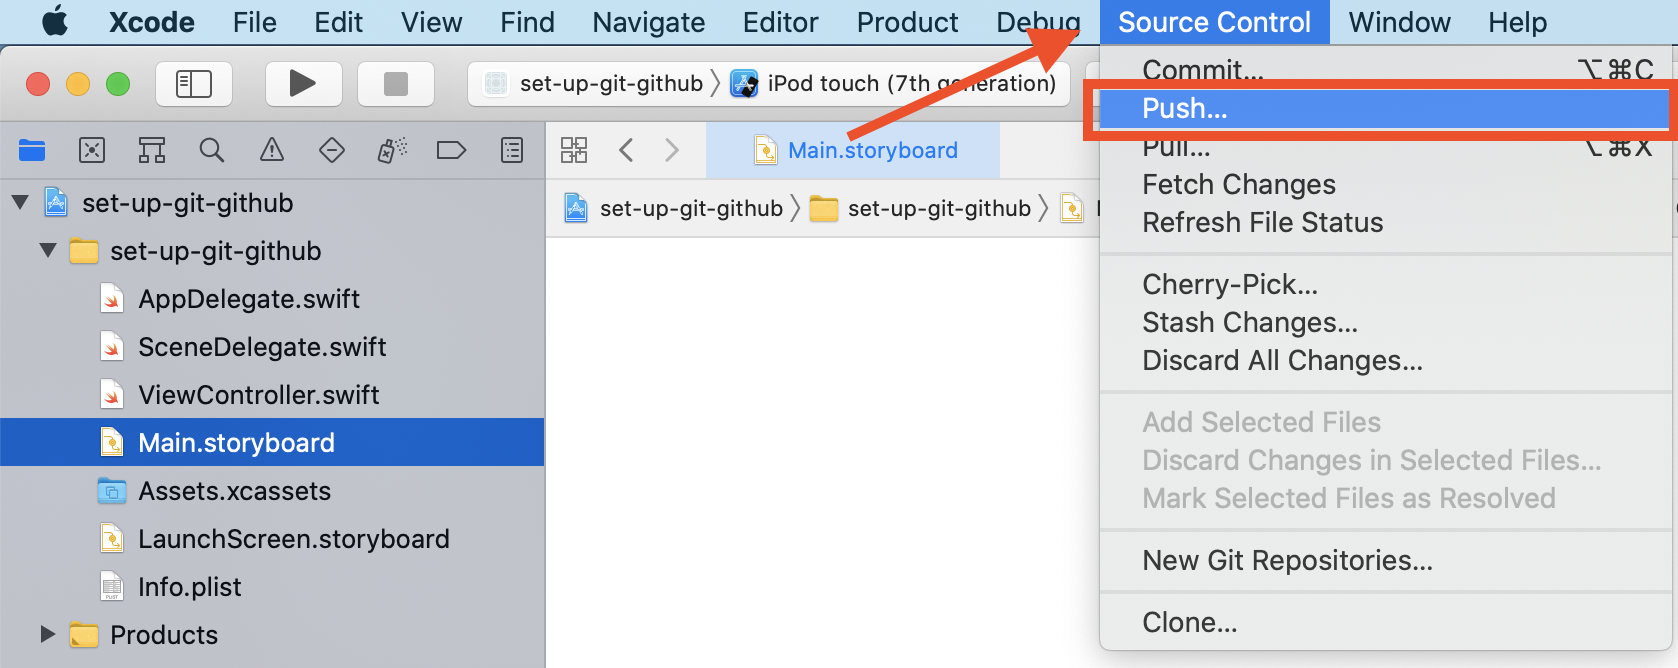 Xcode File Edit View Find Navigate Editor Product Debug Source Control Window Help
set-up-git-github iPod touch (7th generation)
Main.storyboard
set-up-git-github set-up-git-github
set-up-git-github
set-up-git-github
AppDelegate.swift
SceneDelegate.swift
ViewController.swift
Main.storyboard
Assets.xcassets
LaunchScreen.storyboard
Info.plist
Products
Commit... ⌥⌘C
Push...
Pull... ⌥⌘X
Fetch Changes
Refresh File Status
Cherry-Pick...
Stash Changes...
Discard All Changes...
Add Selected Files
Discard Changes in Selected Files...
Mark Selected Files as Resolved
New Git Repositories...
Clone...